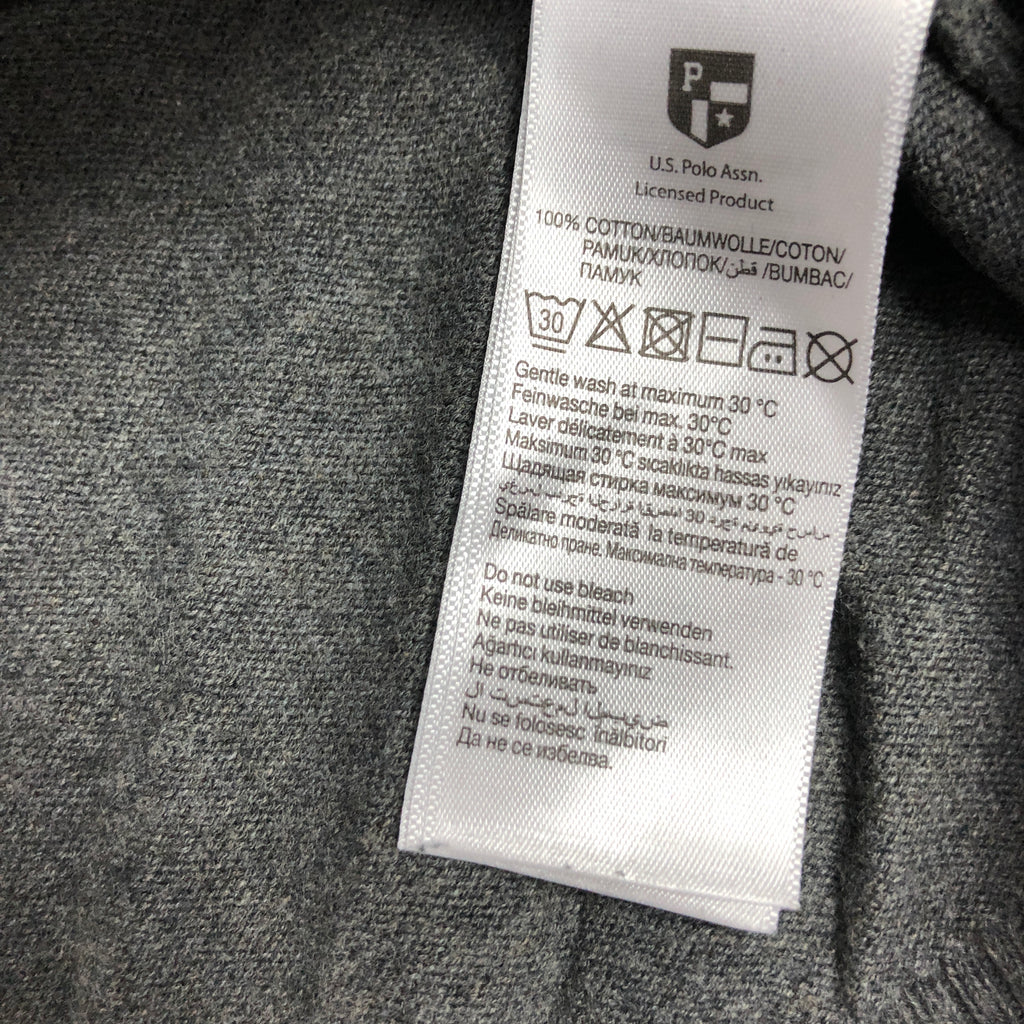 P
U.S. Polo Assn.
Licensed Product
100% COTTON/BAUMWOLLE/COTON/
PAMUK/ХЛОПОК/قطن /BUMBAC/
ПАМУК
30
Gentle wash at maximum 30 °C
Feinwasche bei max. 30°C
Laver délicatement à 30°C max
Maksimum 30 °C sıcaklıkta hassas yıkayınız
Щадящая стирка максимум 30 °C
30
Spălare moderată la temperatură de
Деликатно пране. Максимална температура - 30 °C
Do not use bleach
Keine bleihmittel verwenden
Ne pas utiliser de blanchissant.
Ağartıcı kullanmayınız
Не отбеливать
Nu se folosesc înălbitori
Да не се избелва.